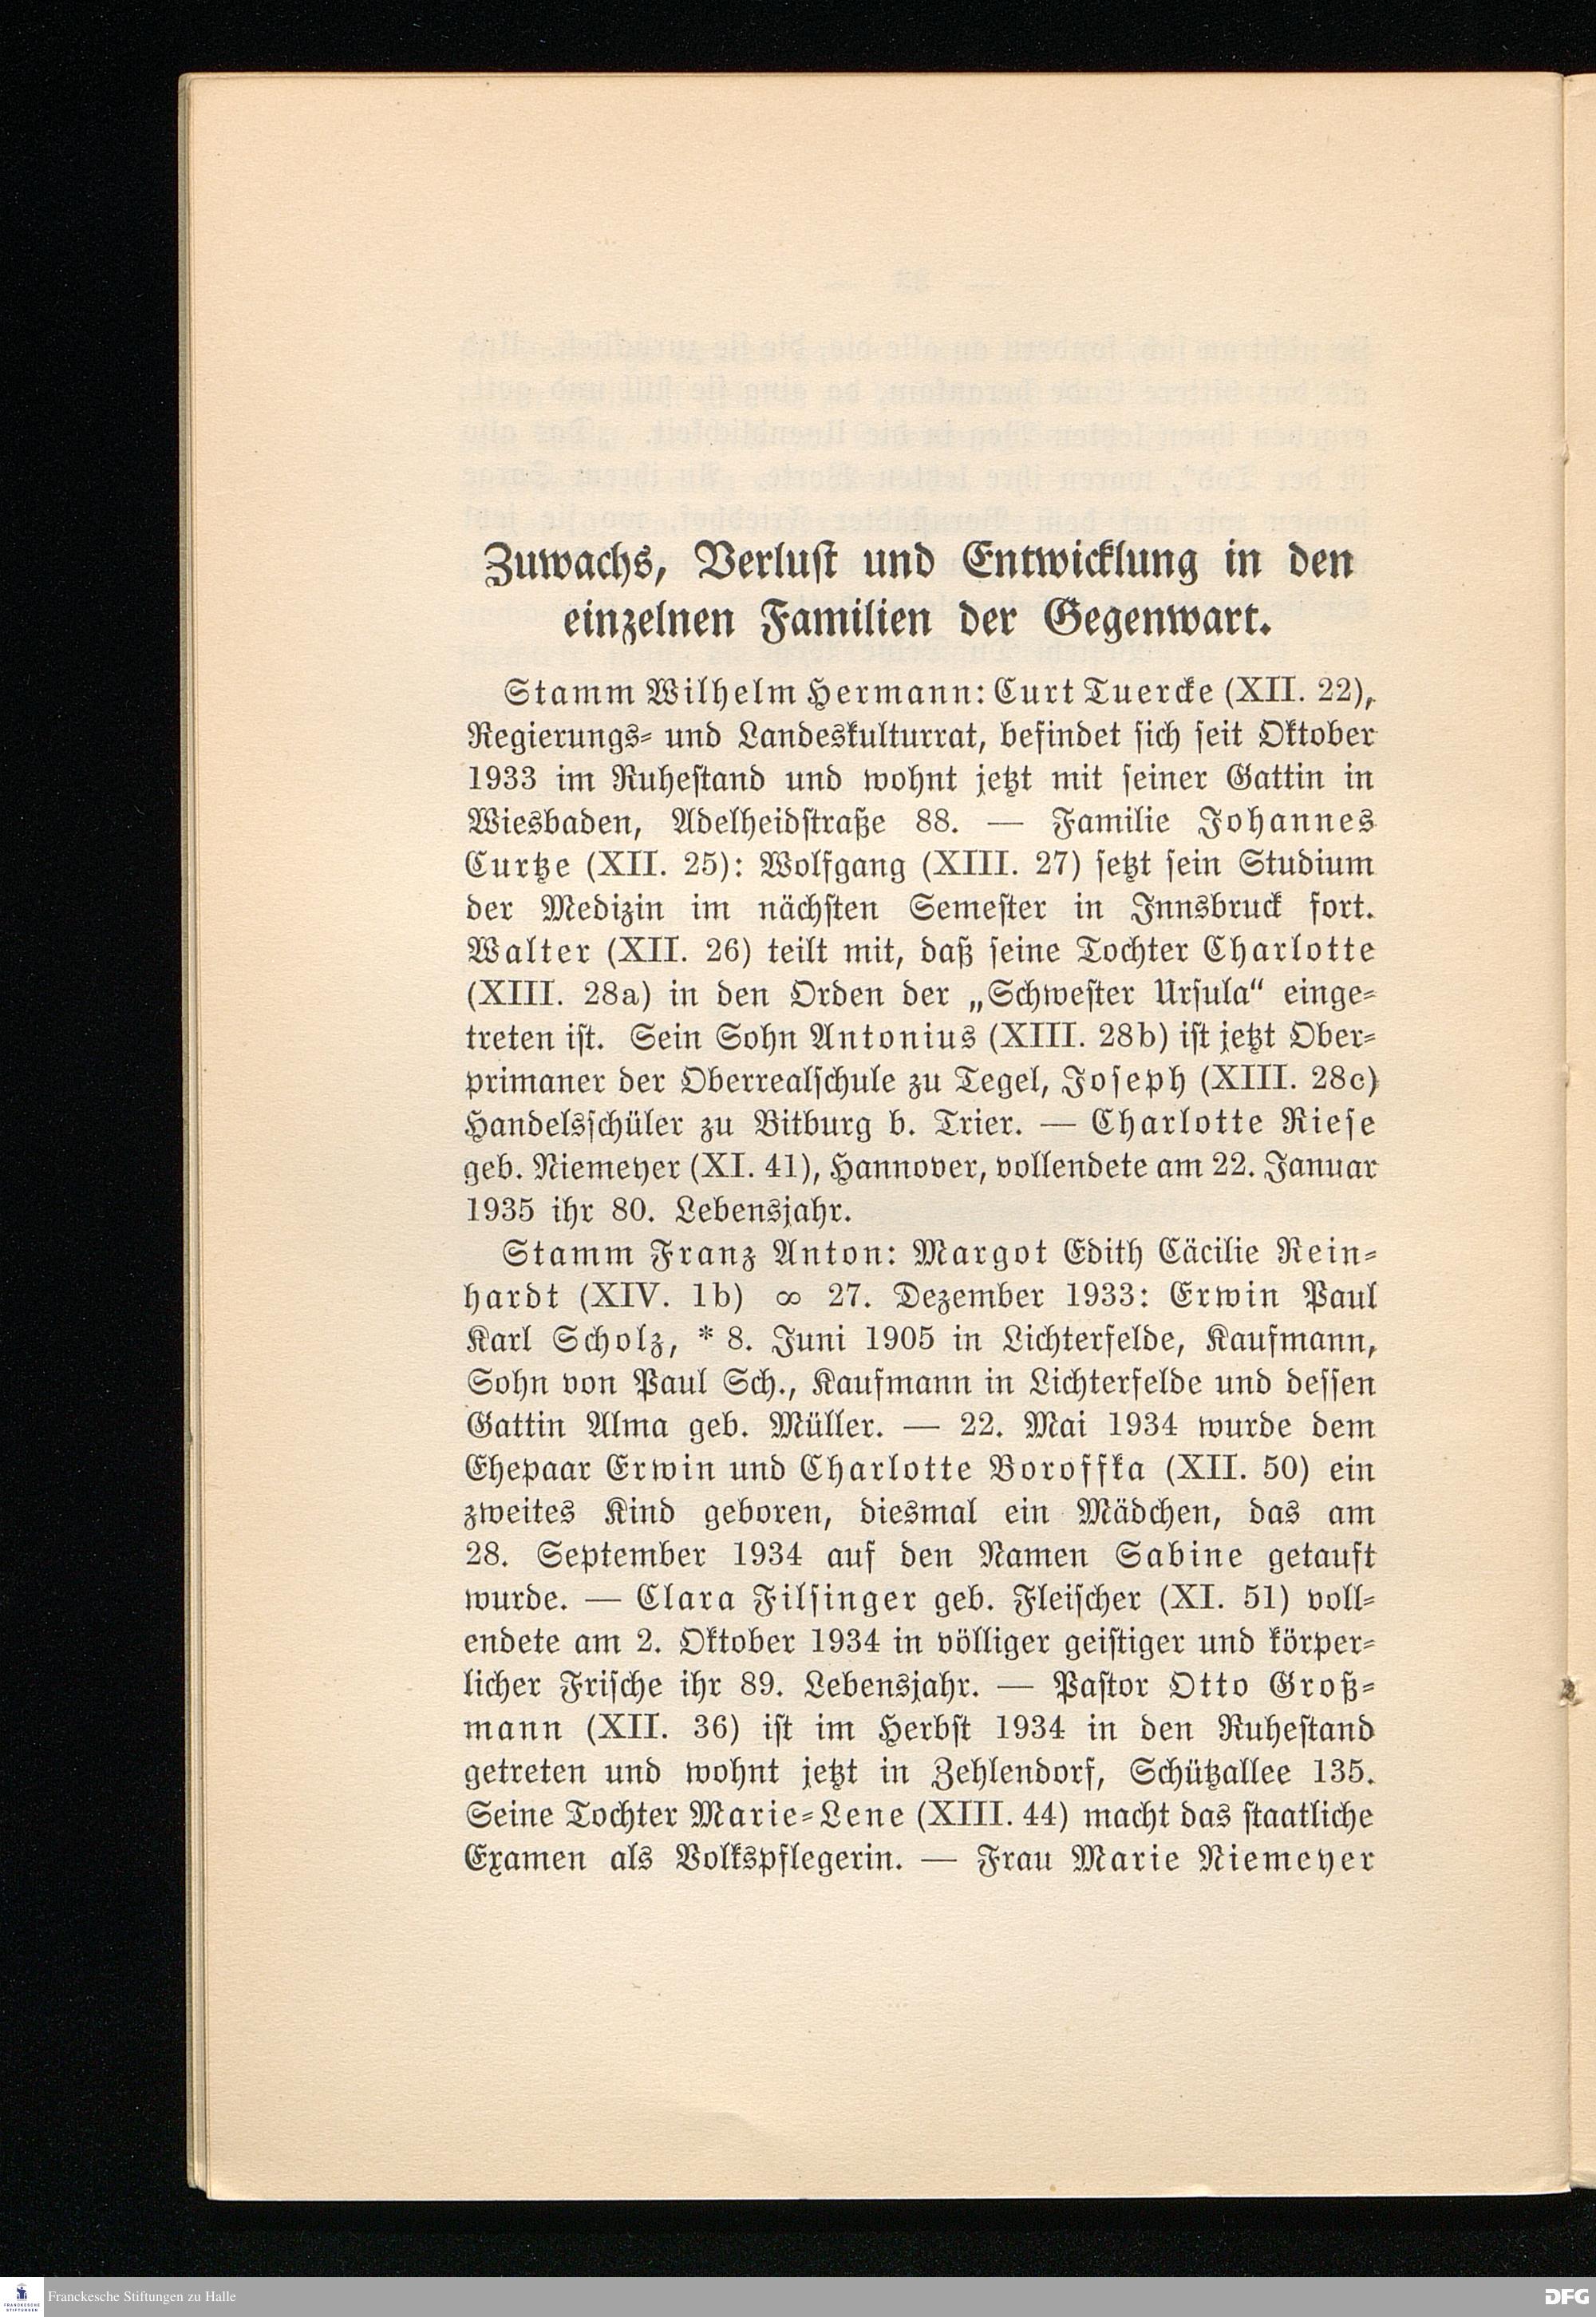 Zuwachs, Verlust und Entwicklung in den
einzelnen Familien der Gegenwart.
Stamm Wilhelm Hermann: Curt Tuercke (XII. 22),
Regierungs- und Landeskulturrat, befindet sich seit Oktober
1933 im Ruhestand und wohnt jetzt mit seiner Gattin in
Wiesbaden, Adelheidstraße 88. — Familie Johannes
Curtze (XII. 25): Wolfgang (XIII. 27) setzt sein Studium
der Medizin im nächsten Semester in Innsbruck fort.
Walter (XII. 26) teilt mit, daß seine Tochter Charlotte
(XIII. 28a) in den Orden der „Schwester Ursula“ einge-
treten ist. Sein Sohn Antonius (XIII. 28b) ist jetzt Ober-
primaner der Oberrealschule zu Tegel, Joseph (XIII. 28c)
Handelsschüler zu Bitburg b. Trier. — Charlotte Riese
geb. Niemeyer (XI. 41), Hannover, vollendete am 22. Januar
1935 ihr 80. Lebensjahr.
Stamm Franz Anton: Margot Edith Cäcilie Rein-
hardt (XIV. 1b) ∞ 27. Dezember 1933: Erwin Paul
Karl Scholz, * 8. Juni 1905 in Lichterfelde, Kaufmann,
Sohn von Paul Sch., Kaufmann in Lichterfelde und dessen
Gattin Alma geb. Müller. — 22. Mai 1934 wurde dem
Ehepaar Erwin und Charlotte Boroffka (XII. 50) ein
zweites Kind geboren, diesmal ein Mädchen, das am
28. September 1934 auf den Namen Sabine getauft
wurde. — Clara Filsinger geb. Fleischer (XI. 51) voll-
endete am 2. Oktober 1934 in völliger geistiger und körper-
licher Frische ihr 89. Lebensjahr. — Pastor Otto Groß-
mann (XII. 36) ist im Herbst 1934 in den Ruhestand
getreten und wohnt jetzt in Zehlendorf, Schützallee 135.
Seine Tochter Marie-Lene (XIII. 44) macht das staatliche
Examen als Volkspflegerin. — Frau Marie Niemeyer
FRANCKESCHE
STIFTUNGEN
Franckesche Stiftungen zu Halle
DFG